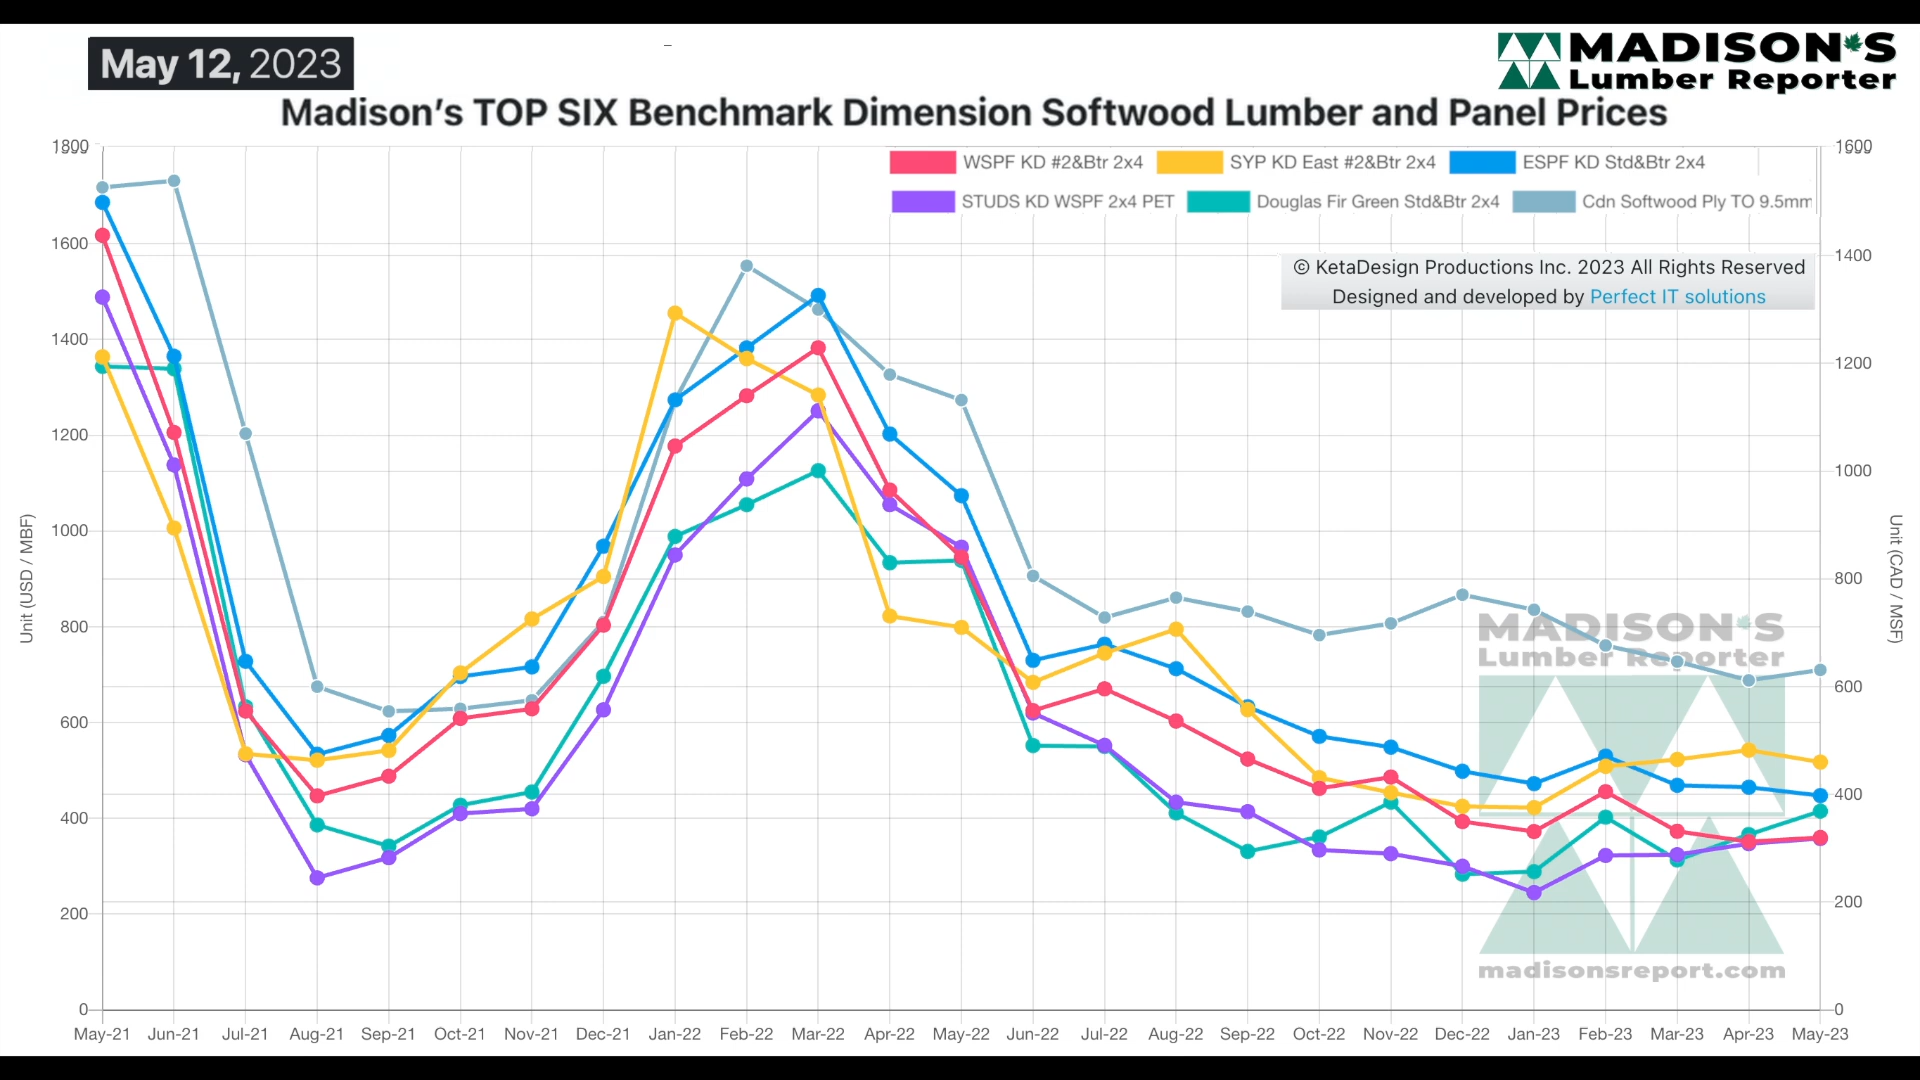 May 12, 2023
MADISON'S
Lumber Reporter
Madison's TOP SIX Benchmark Dimension Softwood Lumber and Panel Prices
WSPF KD #2&Btr 2x4 SYP KD East #2&Btr 2x4 ESPF KD Std&Btr 2x4
STUDS KD WSPF 2x4 PET Douglas Fir Green Std&Btr 2x4 Cdn Softwood Ply TO 9.5mm
© KetaDesign Productions Inc. 2023 All Rights Reserved
Designed and developed by Perfect IT solutions
Unit (USD / MBF)
1800
1600
1400
1200
1000
800
600
400
200
0
Unit (CAD / MSF)
1600
1400
1200
1000
800
600
400
200
0
MADISON'S
Lumber Reporter
madisonsreport.com
May-21 Jun-21 Jul-21 Aug-21 Sep-21 Oct-21 Nov-21 Dec-21 Jan-22 Feb-22 Mar-22 Apr-22 May-22 Jun-22 Jul-22 Aug-22 Sep-22 Oct-22 Nov-22 Dec-22 Jan-23 Feb-23 Mar-23 Apr-23 May-23